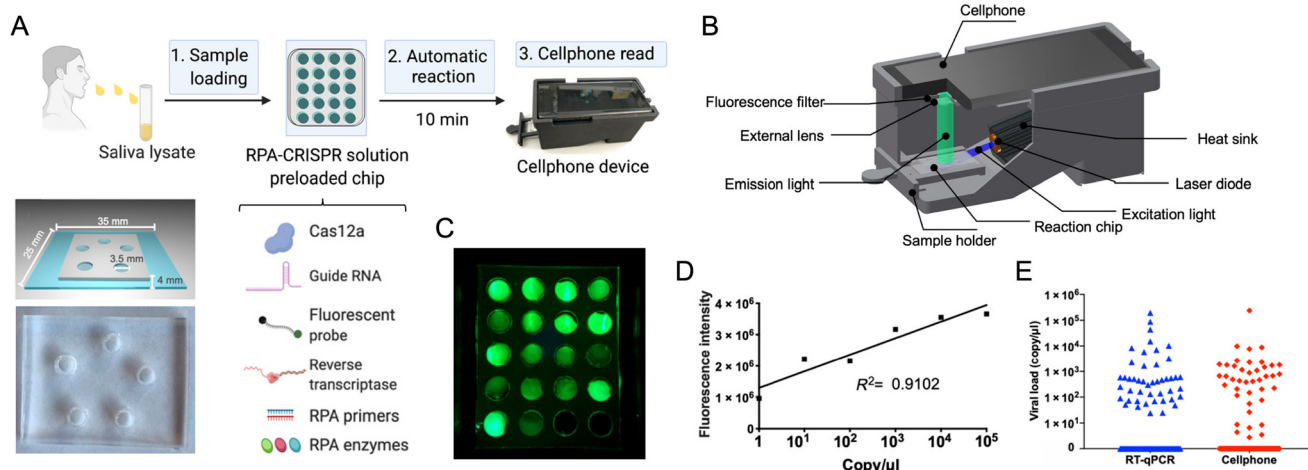 A
1. Sample
loading
2. Automatic
reaction
10 min
3. Cellphone read
Saliva lysate
RPA-CRISPR solution
preloaded chip
Cellphone device
35 mm
25 mm
3.5 mm
4 mm
Cas12a
Guide RNA
Fluorescent
probe
Reverse
transcriptase
RPA primers
RPA enzymes
B
Cellphone
Fluorescence filter
External lens
Emission light
Sample holder
Heat sink
Laser diode
Excitation light
Reaction chip
C
D
Fluorescence intensity
4 × 10⁶
3 × 10⁶
2 × 10⁶
1 × 10⁶
R²= 0.9102
1 10¹ 10² 10³ 10⁴ 10⁵
Copy/µl
E
Viral load (copy/µl)
1 × 10⁶
1 × 10⁵
1 × 10⁴
1 × 10³
1 × 10²
1 × 10¹
0
RT-qPCR Cellphone